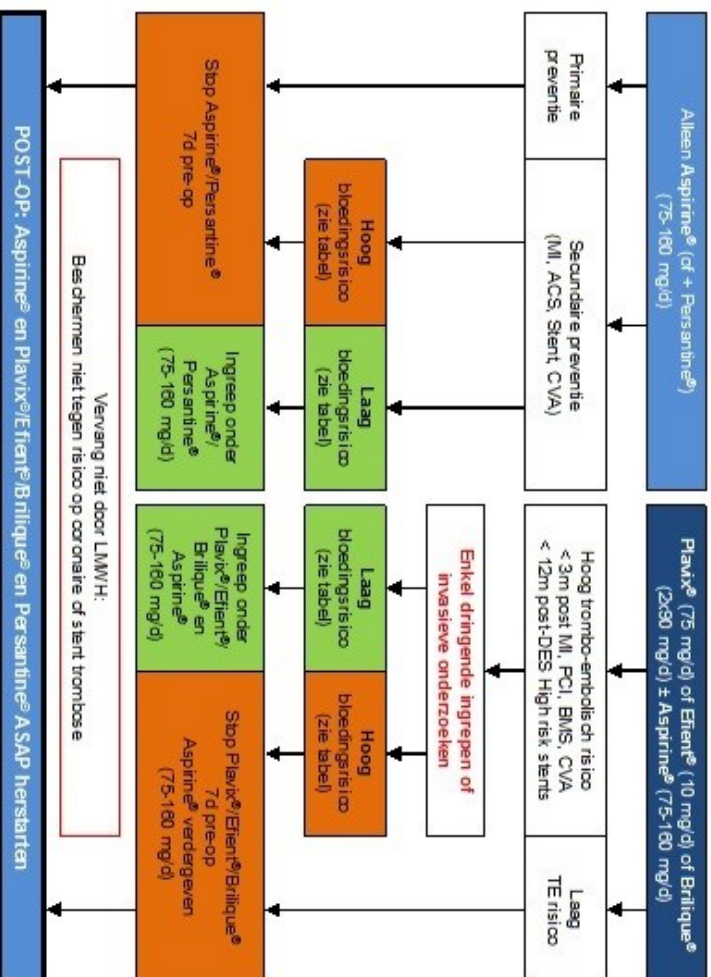 Alleen Aspirine® (of + Persantine®)
(75-160 mg/d)
Plavix® (75 mg/d) of Efient® (10 mg/d) of Brilique®
(2x90 mg/d) ± Aspirine® (75-160 mg/d)
Primaire
preventie
Secundaire preventie
(MI, ACS, Stent, CVA)
Hoog trombo-embolisch risico
< 3m post MI, PCI, BMS, CVA
< 12m post-DES High risk stents
Laag
TE risico
Enkel dringende ingrepen of
invasieve onderzoeken
Hoog
bloedingsrisico
(zie tabel)
Laag
bloedingsrisico
(zie tabel)
Laag
bloedingsrisico
(zie tabel)
Hoog
bloedingsrisico
(zie tabel)
Stop Aspirine®/Persantine®
7d pre-op
Ingreep onder
Aspirine®/
Persantine®
(75-160 mg/d)
Ingreep onder
Plavix®/Efient®/
Brilique® en
Aspirine®
(75-160 mg/d)
Stop Plavix®/Efient®/Brilique®
7d pre-op
Aspirine® verdergeven
(75-160 mg/d)
Vervang niet door LMWH:
Beschermen niet tegen risico op coronaire of stent trombose
POST-OP: Aspirine® en Plavix®/Efient®/Brilique® en Persantine® ASAP herstarten